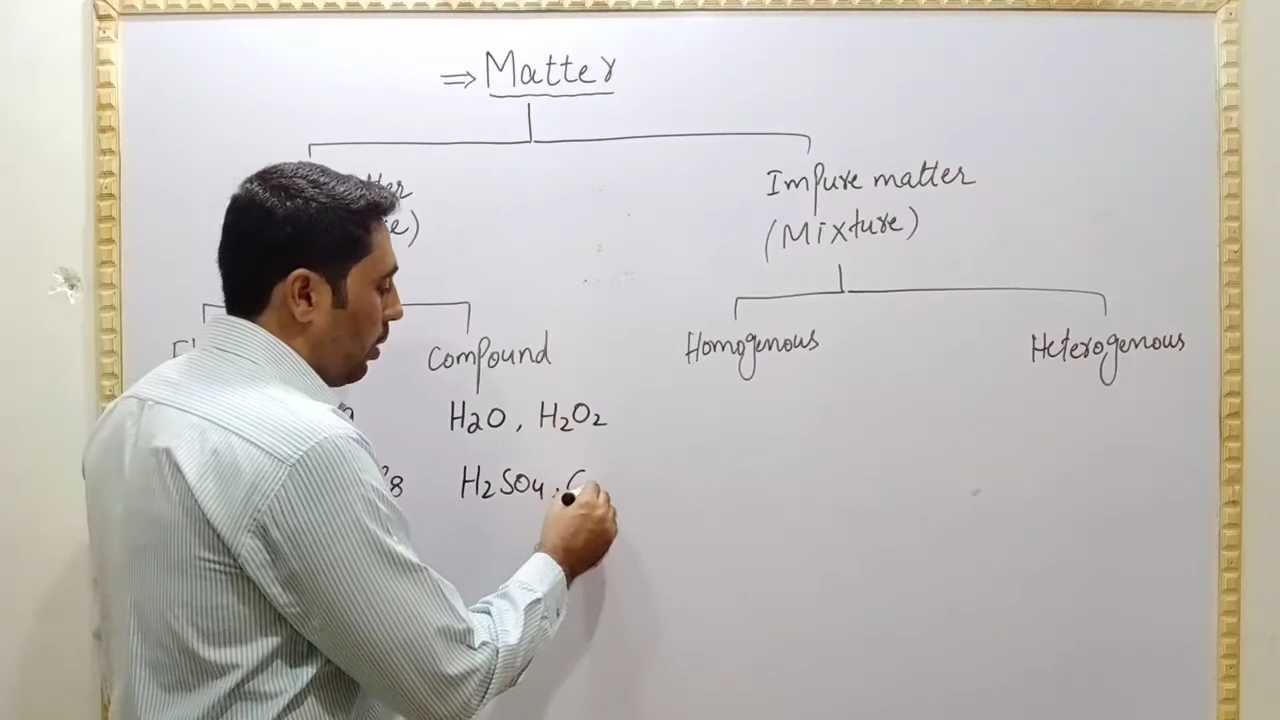 ⇒ Matter
Impure matter
(Mixture)
Compound
Homogenous
Heterogenous
H2O, H2O2
H2SO4, C